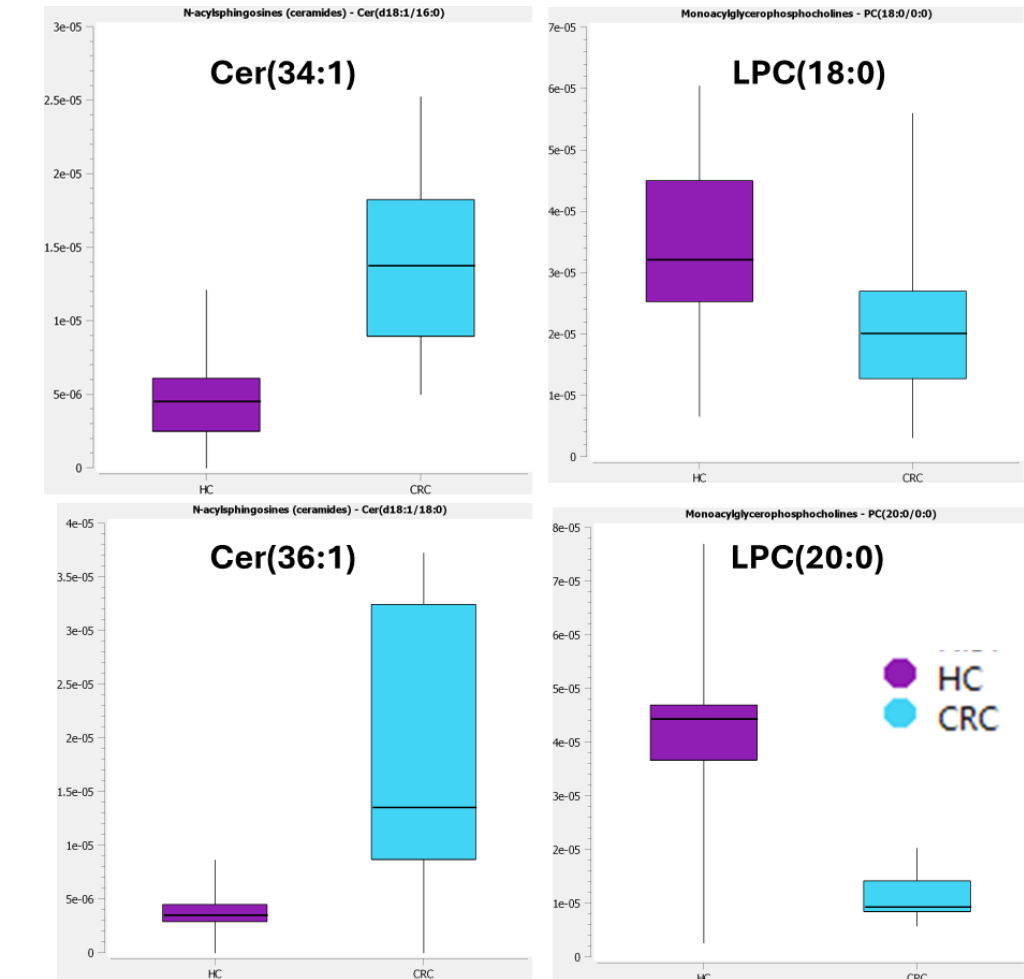 N-acylsphingosines (ceramides) - Cer(d18:1/16:0)
Cer(34:1)
3e-05
2.5e-05
2e-05
1.5e-05
1e-05
5e-06
0
HC
CRC
Monoacylglycerophosphocholines - PC(18:0/0:0)
LPC(18:0)
7e-05
6e-05
5e-05
4e-05
3e-05
2e-05
1e-05
0
HC
CRC
N-acylsphingosines (ceramides) - Cer(d18:1/18:0)
Cer(36:1)
4e-05
3.5e-05
3e-05
2.5e-05
2e-05
1.5e-05
1e-05
5e-06
0
HC
CRC
Monoacylglycerophosphocholines - PC(20:0/0:0)
LPC(20:0)
8e-05
7e-05
6e-05
5e-05
4e-05
3e-05
2e-05
1e-05
0
HC
CRC
HC
CRC